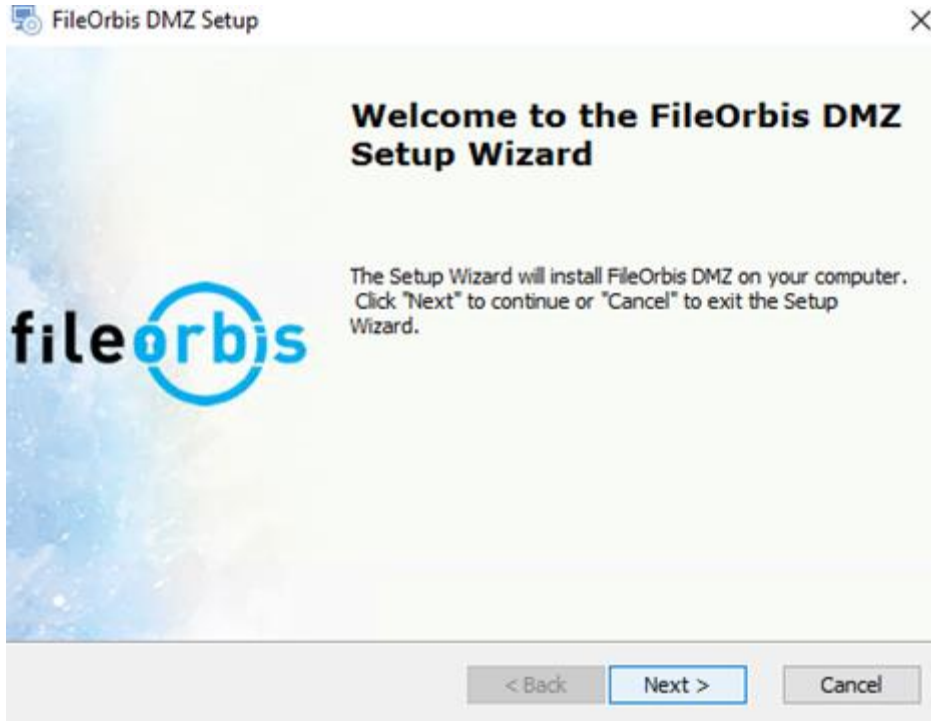 FileOrbis DMZ Setup
Welcome to the FileOrbis DMZ
Setup Wizard
The Setup Wizard will install FileOrbis DMZ on your computer.
Click "Next" to continue or "Cancel" to exit the Setup
Wizard.
fileorbis
< Back
Next >
Cancel